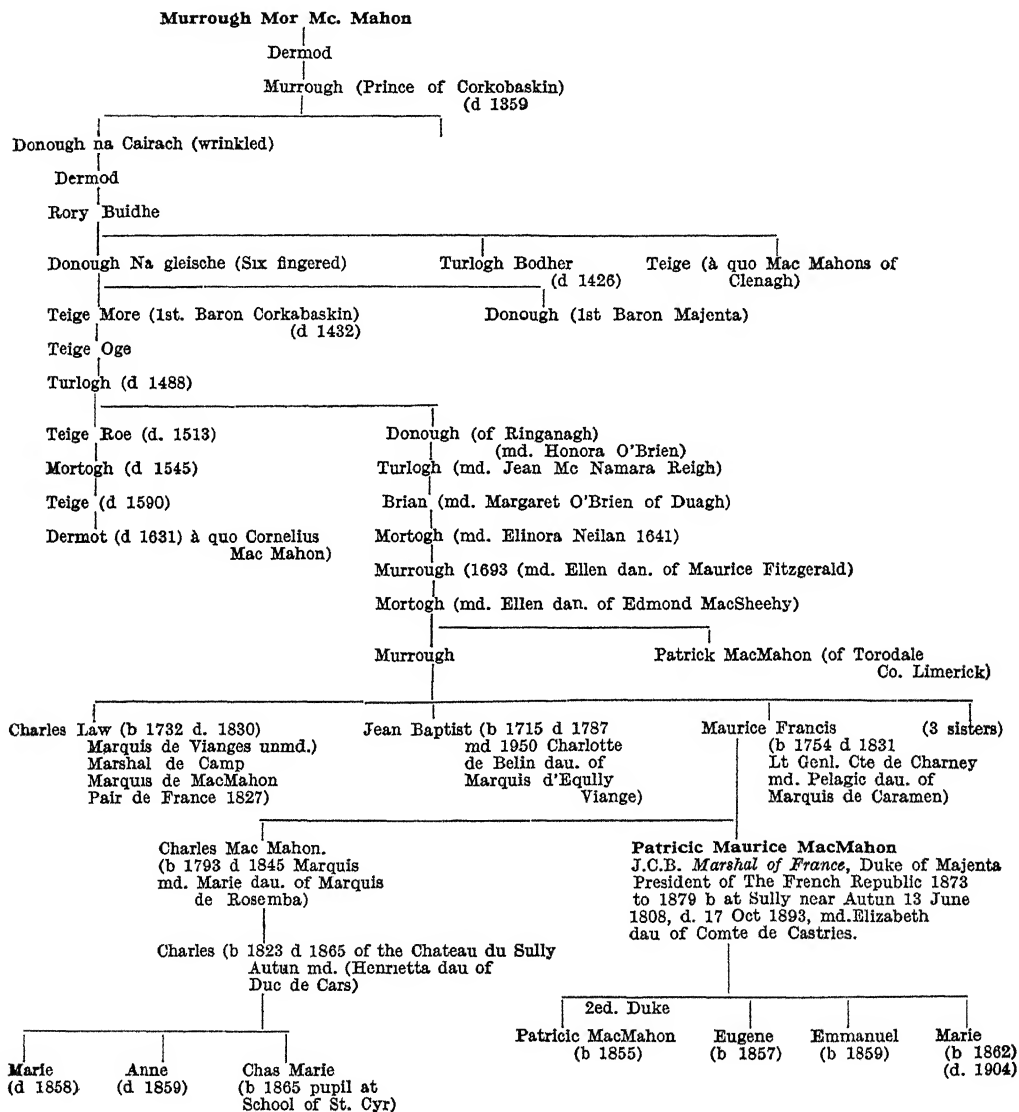 Murrough Mor Mc. Mahon
Dermod
Murrough (Prince of Corkobaskin)
(d 1359
Donough na Cairach (wrinkled)
Dermod
Rory Buidhe
Donough Na gleische (Six fingered)
Turlogh Bodher
(d 1426)
Teige (à quo Mac Mahons of
Clenagh)
Teige More (1st. Baron Corkabaskin)
(d 1432)
Donough (1st Baron Majenta)
Teige Oge
Turlogh (d 1488)
Teige Roe (d. 1513)
Mortogh (d 1545)
Teige (d 1590)
Dermot (d 1631) à quo Cornelius
Mac Mahon)
Donough (of Ringanagh)
(md. Honora O'Brien)
Turlogh (md. Jean Mc Namara Reigh)
Brian (md. Margaret O'Brien of Duagh)
Mortogh (md. Elinora Neilan 1641)
Murrough (1693 (md. Ellen dan. of Maurice Fitzgerald)
Mortogh (md. Ellen dan. of Edmond MacSheehy)
Murrough
Patrick MacMahon (of Torodale
Co. Limerick)
Charles Law (b 1732 d. 1830)
Marquis de Vianges unmd.)
Marshal de Camp
Marquis de MacMahon
Pair de France 1827)
Jean Baptist (b 1715 d 1787
md 1950 Charlotte
de Belin dau. of
Marquis d'Eqully
Viange)
Maurice Francis
(b 1754 d 1831
Lt Genl. Cte de Charney
md. Pelagic dau. of
Marquis de Caramen)
(3 sisters)
Charles Mac Mahon.
(b 1793 d 1845 Marquis
md. Marie dau. of Marquis
de Rosemba)
Patricic Maurice MacMahon
J.C.B. Marshal of France, Duke of Majenta
President of The French Republic 1873
to 1879 b at Sully near Autun 13 June
1808, d. 17 Oct 1893, md.Elizabeth
dau of Comte de Castries.
Charles (b 1823 d 1865 of the Chateau du Sully
Autun md. (Henrietta dau of
Duc de Cars)
2ed. Duke
Patricic MacMahon
(b 1855)
Eugene
(b 1857)
Emmanuel
(b 1859)
Marie
(b 1862)
(d. 1904)
Marie
(d 1858)
Anne
(d 1859)
Chas Marie
(b 1865 pupil at
School of St. Cyr)